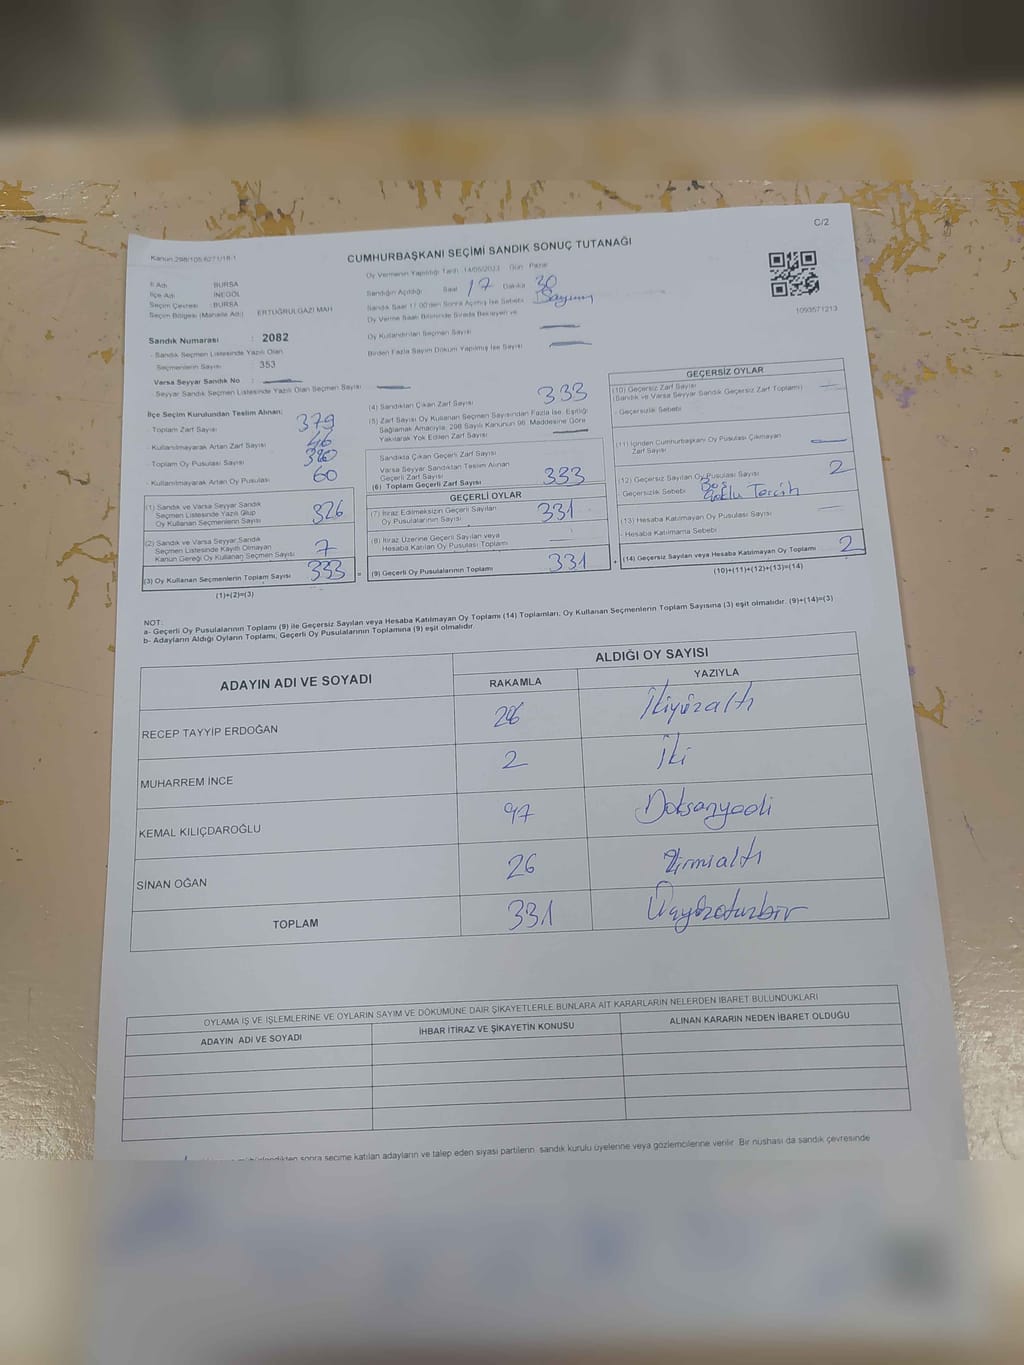 C/2
Kanun 298/105 6271/18-1
CUMHURBAŞKANI SEÇİMİ SANDIK SONUÇ TUTANAĞI
İl Adı BURSA
İlçe Adı İNEGÖL
Seçim Çevresi : BURSA
Seçim Bölgesi (Mahalle Adı) ERTUĞRULGAZİ MAH
Oy Vermenin Yapıldığı Tarih : 14/05/2023 Gün : Pazar
Sandığın Açıldığı Saat 17 Dakika 30
Sandık Saat 17:00'den Sonra Açılmış İse Sebebi
Oy Verme Saati Bitiminde Sırada Bekleyen ve
Oy Kullandırılan Seçmen Sayısı
Birden Fazla Sayım Döküm Yapılmış İse Sayısı
1093571213
Sandık Numarası : 2082
- Sandık Seçmen Listesinde Yazılı Olan
Seçmenlerin Sayısı : 353
Varsa Seyyar Sandık No :
Seyyar Sandık Seçmen Listesinde Yazılı Olan Seçmen Sayısı
İlçe Seçim Kurulundan Teslim Alınan;
- Toplam Zarf Sayısı 379
- Kullanılmayarak Artan Zarf Sayısı 46
- Toplam Oy Pusulası Sayısı
- Kullanılmayarak Artan Oy Pusulası 60
(1) Sandık ve Varsa Seyyar Sandık
Seçmen Listesinde Yazılı Olup
Oy Kullanan Seçmenlerin Sayısı 326
(2) Sandık ve Varsa Seyyar Sandık
Seçmen Listesinde Kayıtlı Olmayan
Kanun Gereği Oy Kullanan Seçmen Sayısı 7
(3) Oy Kullanan Seçmenlerin Toplam Sayısı 333 =
(1)+(2)=(3)
(4) Sandıktan Çıkan Zarf Sayısı 333
(5) Zarf Sayısı Oy Kullanan Seçmen Sayısından Fazla İse, Eşitliği
Sağlamak Amacıyla, 298 Sayılı Kanunun 98. Maddesine Göre
Yakılarak Yok Edilen Zarf Sayısı
Sandıkta Çıkan Geçerli Zarf Sayısı
Varsa Seyyar Sandıktan Teslim Alınan
Geçerli Zarf Sayısı
(6) Toplam Geçerli Zarf Sayısı 333
GEÇERLİ OYLAR
(7) İtiraz Edilmeksizin Geçerli Sayılan
Oy Pusulalarının Sayısı 331
(8) İtiraz Üzerine Geçerli Sayılan veya
Hesaba Katılan Oy Pusulası Toplamı
(9) Geçerli Oy Pusulalarının Toplamı 331 +
GEÇERSİZ OYLAR
(10) Geçersiz Zarf Sayısı
(Sandık ve Varsa Seyyar Sandık Geçersiz Zarf Toplamı)
- Geçersizlik Sebebi
(11) İçinden Cumhurbaşkanı Oy Pusulası Çıkmayan
Zarf Sayısı
(12) Geçersiz Sayılan Oy Pusulası Sayısı 2
- Geçersizlik Sebebi Boş
Çoklu Tercih
(13) Hesaba Katılmayan Oy Pusulası Sayısı
- Hesaba Katılmama Sebebi
(14) Geçersiz Sayılan veya Hesaba Katılmayan Oy Toplamı 2
(10)+(11)+(12)+(13)=(14)
NOT:
a- Geçerli Oy Pusulalarının Toplamı (9) ile Geçersiz Sayılan veya Hesaba Katılmayan Oy Toplamı (14) Toplamları; Oy Kullanan Seçmenlerin Toplam Sayısına (3) eşit olmalıdır. (9)+(14)=(3)
b- Adayların Aldığı Oyların Toplamı, Geçerli Oy Pusulalarının Toplamına (9) eşit olmalıdır.
ADAYIN ADI VE SOYADI ALDIĞI OY SAYISI
RAKAMLA YAZIYLA
RECEP TAYYİP ERDOĞAN 206 İkiyüzaltı
MUHARREM İNCE 2 İki
KEMAL KILIÇDAROĞLU 97 Doksanyedi
SİNAN OĞAN 26 Yirmialtı
TOPLAM 331 Üçyüzotuzbir
OYLAMA İŞ VE İŞLEMLERİNE VE OYLARIN SAYIM VE DÖKÜMÜNE DAİR ŞİKAYETLERLE BUNLARA AİT KARARLARIN NELERDEN İBARET BULUNDUKLARI
ADAYIN ADI VE SOYADI İHBAR İTİRAZ VE ŞİKAYETİN KONUSU ALINAN KARARIN NEDEN İBARET OLDUĞU
sonra seçime katılan adayların ve talep eden siyasi partilerin, sandık kurulu üyelerine veya gözlemcilerine verilir. Bir nüshası da sandık çevresinde